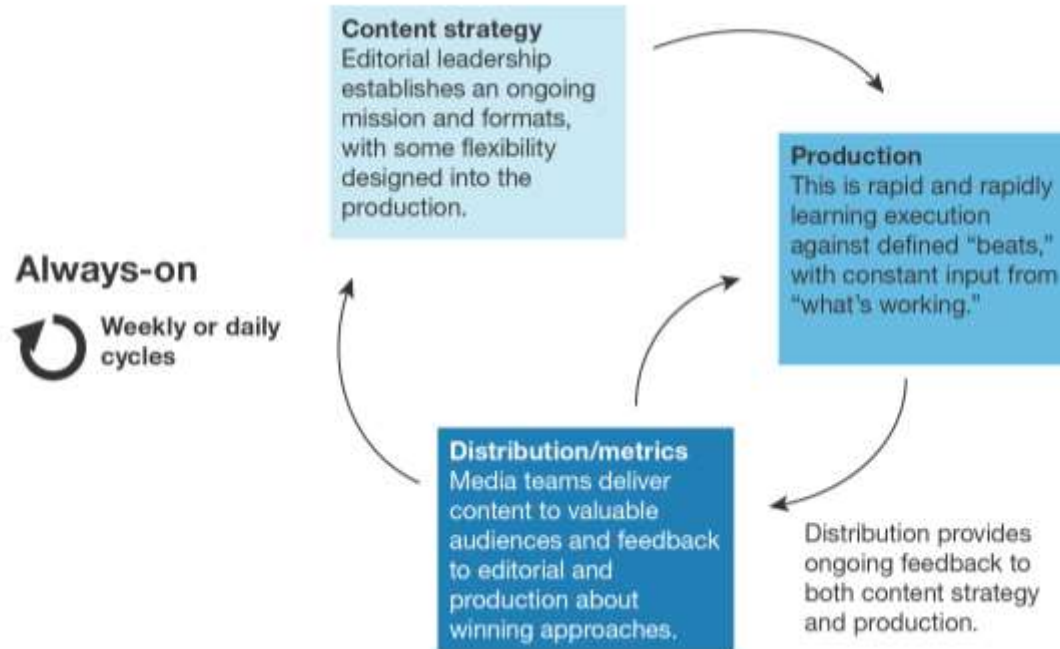 Content strategy
Editorial leadership
establishes an ongoing
mission and formats,
with some flexibility
designed into the
production.
Production
This is rapid and rapidly
learning execution
against defined “beats,”
with constant input from
“what’s working.”
Always-on
Weekly or daily
cycles
Distribution/metrics
Media teams deliver
content to valuable
audiences and feedback
to editorial and
production about
winning approaches.
Distribution provides
ongoing feedback to
both content strategy
and production.